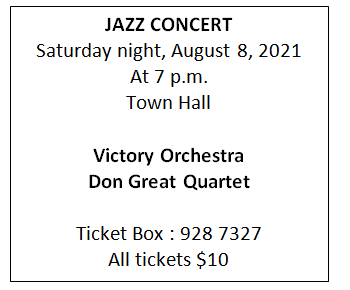 JAZZ CONCERT
Saturday night, August 8, 2021
At 7 p.m.
Town Hall
Victory Orchestra
Don Great Quartet
Ticket Box : 928 7327
All tickets $10